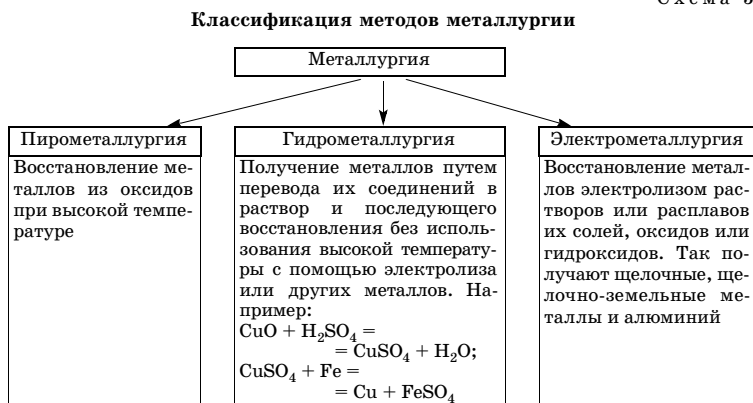 Схема
Классификация методов металлургии
Металлургия
Пирометаллургия
Восстановление ме-
таллов из оксидов
при высокой темпе-
ратуре
Гидрометаллургия
Получение металлов путем
перевода их соединений в
раствор и последующего
восстановления без исполь-
зования высокой температу-
ры с помощью электролиза
или других металлов. На-
пример:
CuO + H₂SO₄ =
= CuSO₄ + H₂O;
CuSO₄ + Fe =
= Cu + FeSO₄
Электрометаллургия
Восстановление метал-
лов электролизом рас-
творов или расплавов
их солей, оксидов или
гидроксидов. Так по-
лучают щелочные, ще-
лочно-земельные ме-
таллы и алюминий